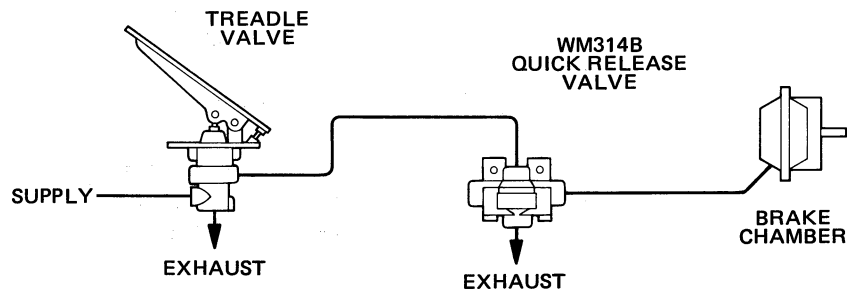 TREADLE
VALVE
WM314B
QUICK RELEASE
VALVE
SUPPLY
BRAKE
CHAMBER
EXHAUST
EXHAUST